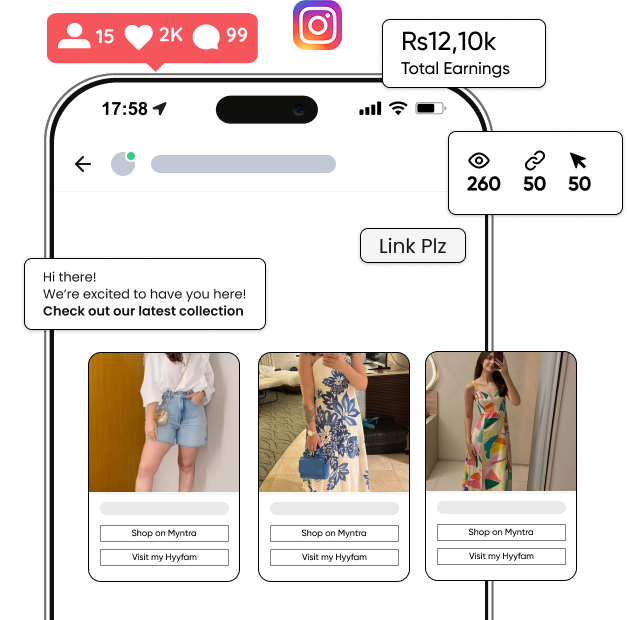 15 2K 99
Rs12,10k
Total Earnings
17:58
260 50 50
Link Plz
Hi there!
We’re excited to have you here!
Check out our latest collection
Shop on Myntra
Visit my Hyyfam
Shop on Myntra
Visit my Hyyfam
Shop on Myntra
Visit my Hyyfam